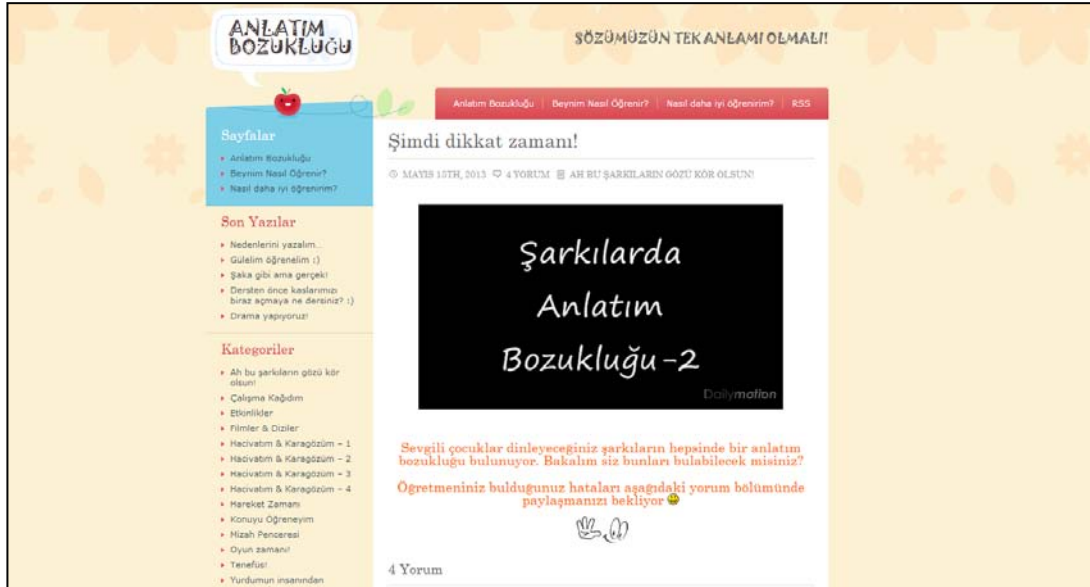 ANLATIM
BOZUKLUĞU
SÖZÜMÜZÜN TEK ANLAMI OLMALI!
Anlatım Bozukluğu | Beynim Nasıl Öğrenir? | Nasıl daha iyi öğrenirim? | RSS
Sayfalar
Anlatım Bozukluğu
Beynim Nasıl Öğrenir?
Nasıl daha iyi öğrenirim?
Son Yazılar
Nedenlerini yazalım...
Gülelim öğrenelim :)
Şaka gibi ama gerçek!
Dersten önce kaslarımızı
biraz açmaya ne dersiniz? :)
Drama yapıyoruz!
Kategoriler
Ah bu şarkıların gözü kör
olsun!
Çalışma Kağıdım
Etkinlikler
Filmler & Diziler
Hacivatım & Karagözüm – 1
Hacivatım & Karagözüm – 2
Hacivatım & Karagözüm – 3
Hacivatım & Karagözüm – 4
Hareket Zamanı
Konuyu Öğreneyim
Mizah Penceresi
Oyun zamanı!
Tenefüs!
Yurdumun insanından
Şimdi dikkat zamanı!
MAYIS 15TH, 2013 4 YORUM AH BU ŞARKILARIN GÖZÜ KÖR OLSUN!
Şarkılarda
Anlatım
Bozukluğu-2
Dailymotion
Sevgili çocuklar dinleyeceğiniz şarkıların hepsinde bir anlatım
bozukluğu bulunuyor. Bakalım siz bunları bulabilecek misiniz?
Öğretmeniniz bulduğunuz hataları aşağıdaki yorum bölümünde
paylaşmanızı bekliyor
4 Yorum